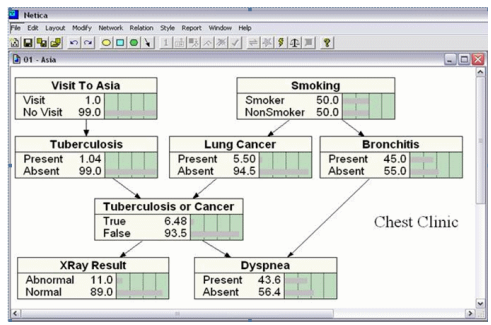 Netica
File Edit Layout Modify Network Relation Style Report Window Help
01 - Asia
Visit To Asia
Visit 1.0
No Visit 99.0
Smoking
Smoker 50.0
NonSmoker 50.0
Tuberculosis
Present 1.04
Absent 99.0
Lung Cancer
Present 5.50
Absent 94.5
Bronchitis
Present 45.0
Absent 55.0
Tuberculosis or Cancer
True 6.48
False 93.5
Chest Clinic
XRay Result
Abnormal 11.0
Normal 89.0
Dyspnea
Present 43.6
Absent 56.4